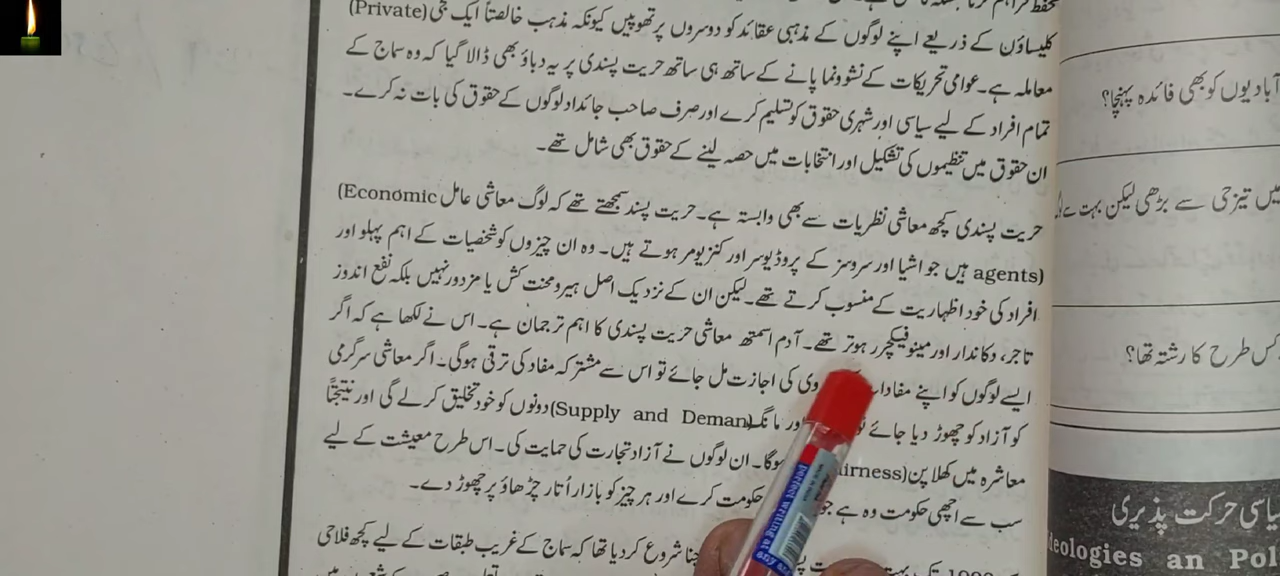 کلیساؤں کے ذریعے اپنے لوگوں کے مذہبی عقائد کو دوسروں پر تھوپیں کیونکہ مذہب خالصتاً ایک نجی (Private)
معاملہ ہے۔ عوامی تحریکات کے نشوونما پانے کے ساتھ ہی ساتھ حریت پسندی پر یہ دباؤ بھی ڈالا گیا کہ وہ سماج کے
تمام افراد کے لیے سیاسی اور شہری حقوق کو تسلیم کرے اور صرف صاحب جائداد لوگوں کے حقوق کی بات نہ کرے۔
ان حقوق میں تنظیموں کی تشکیل اور انتخابات میں حصہ لینے کے حقوق بھی شامل تھے۔
حریت پسندی کچھ معاشی نظریات سے بھی وابستہ ہے۔ حریت پسند سمجھتے تھے کہ لوگ معاشی عامل Economic)
(agents ہیں جو اشیا اور سروسز کے پروڈیوسر اور کنزیومر ہوتے ہیں۔ وہ ان چیزوں کو شخصیات کے اہم پہلو اور
افراد کی خود اظہاریت کے منسوب کرتے تھے۔ لیکن ان کے نزدیک اصل ہیرو محنت کش یا مزدور نہیں بلکہ نفع اندوز
تاجر، دکاندار اور مینوفیکچرر ہوتر تھے۔ آدم اسمتھ معاشی حریت پسندی کا اہم ترجمان ہے۔ اس نے لکھا ہے کہ اگر
ایسے لوگوں کو اپنے مفادات کی اجازت مل جائے تو اس سے مشترکہ مفاد کی ترقی ہوگی۔ اگر معاشی سرگرمی
کو آزاد کو چھوڑ دیا جائے اور مانگ (Supply and Deman) دونوں کو خود تخلیق کرلے گی اور نتیجتاً
معاشرہ میں کھلا پن (irness ہوگا۔ ان لوگوں نے آزاد تجارت کی حمایت کی۔ اس طرح معیشت کے لیے
سب سے اچھی حکومت وہ ہے جو حکومت کرے اور ہر چیز کو بازار اُتار چڑھاؤ پر چھوڑ دے۔
شروع کردیا تھا کہ سماج کے غریب طبقات کے لیے کچھ فلاحی
آبادیوں کو بھی فائدہ پہنچا؟
میں تیزی سے بڑھی لیکن بہت سے
کس طرح کا رشتہ تھا؟
سیاسی حرکت پذیری
deologies an Pol